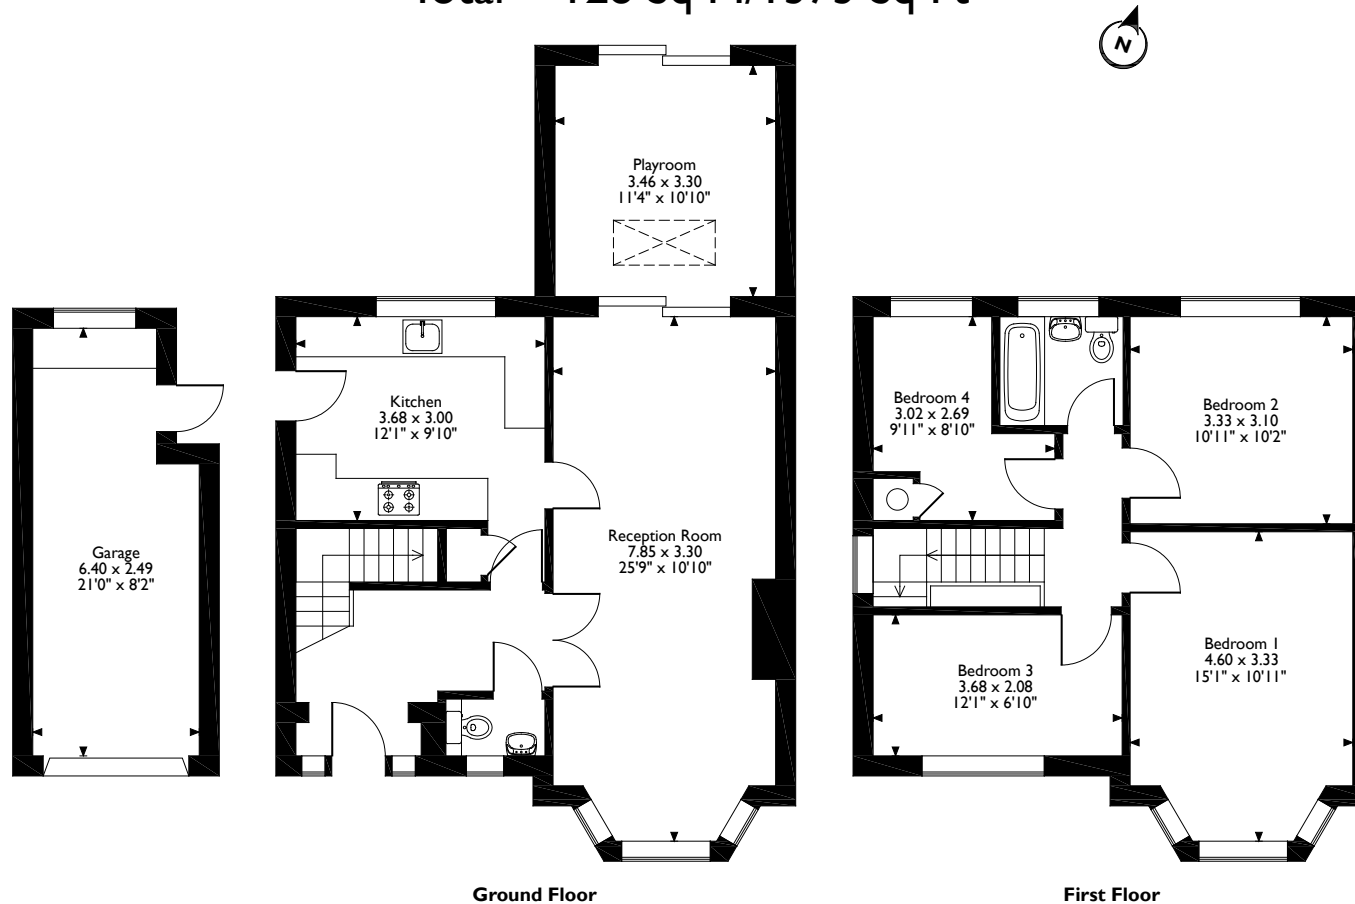 N
Playroom
3.46 x 3.30
11'4" x 10'10"
Kitchen
3.68 x 3.00
12'1" x 9'10"
Bedroom 4
3.02 x 2.69
9'11" x 8'10"
Bedroom 2
3.33 x 3.10
10'11" x 10'2"
Garage
6.40 x 2.49
21'0" x 8'2"
Reception Room
7.85 x 3.30
25'9" x 10'10"
Bedroom 3
3.68 x 2.08
12'1" x 6'10"
Bedroom 1
4.60 x 3.33
15'1" x 10'11"
Ground Floor
First Floor